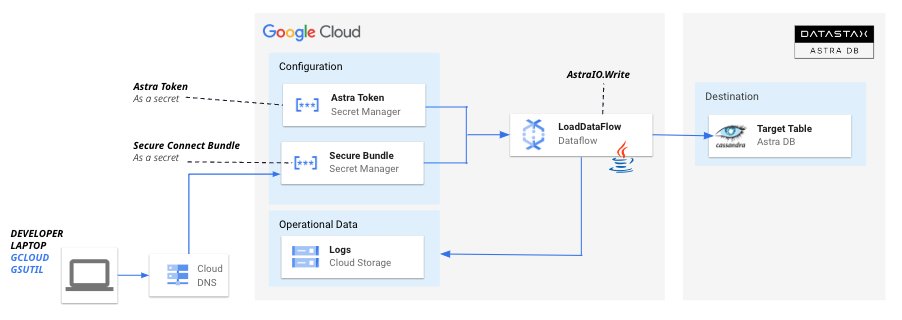 Google Cloud
DATASTAX
ASTRA DB
Configuration
Astra Token
As a secret
Astra Token
Secret Manager
AstraIO.Write
Destination
LoadDataFlow
Dataflow
Target Table
Astra DB
cassandra
Secure Connect Bundle
As a secret
Secure Bundle
Secret Manager
Java
Operational Data
Logs
Cloud Storage
DEVELOPER
LAPTOP
GCLOUD
GSUTIL
Cloud
DNS